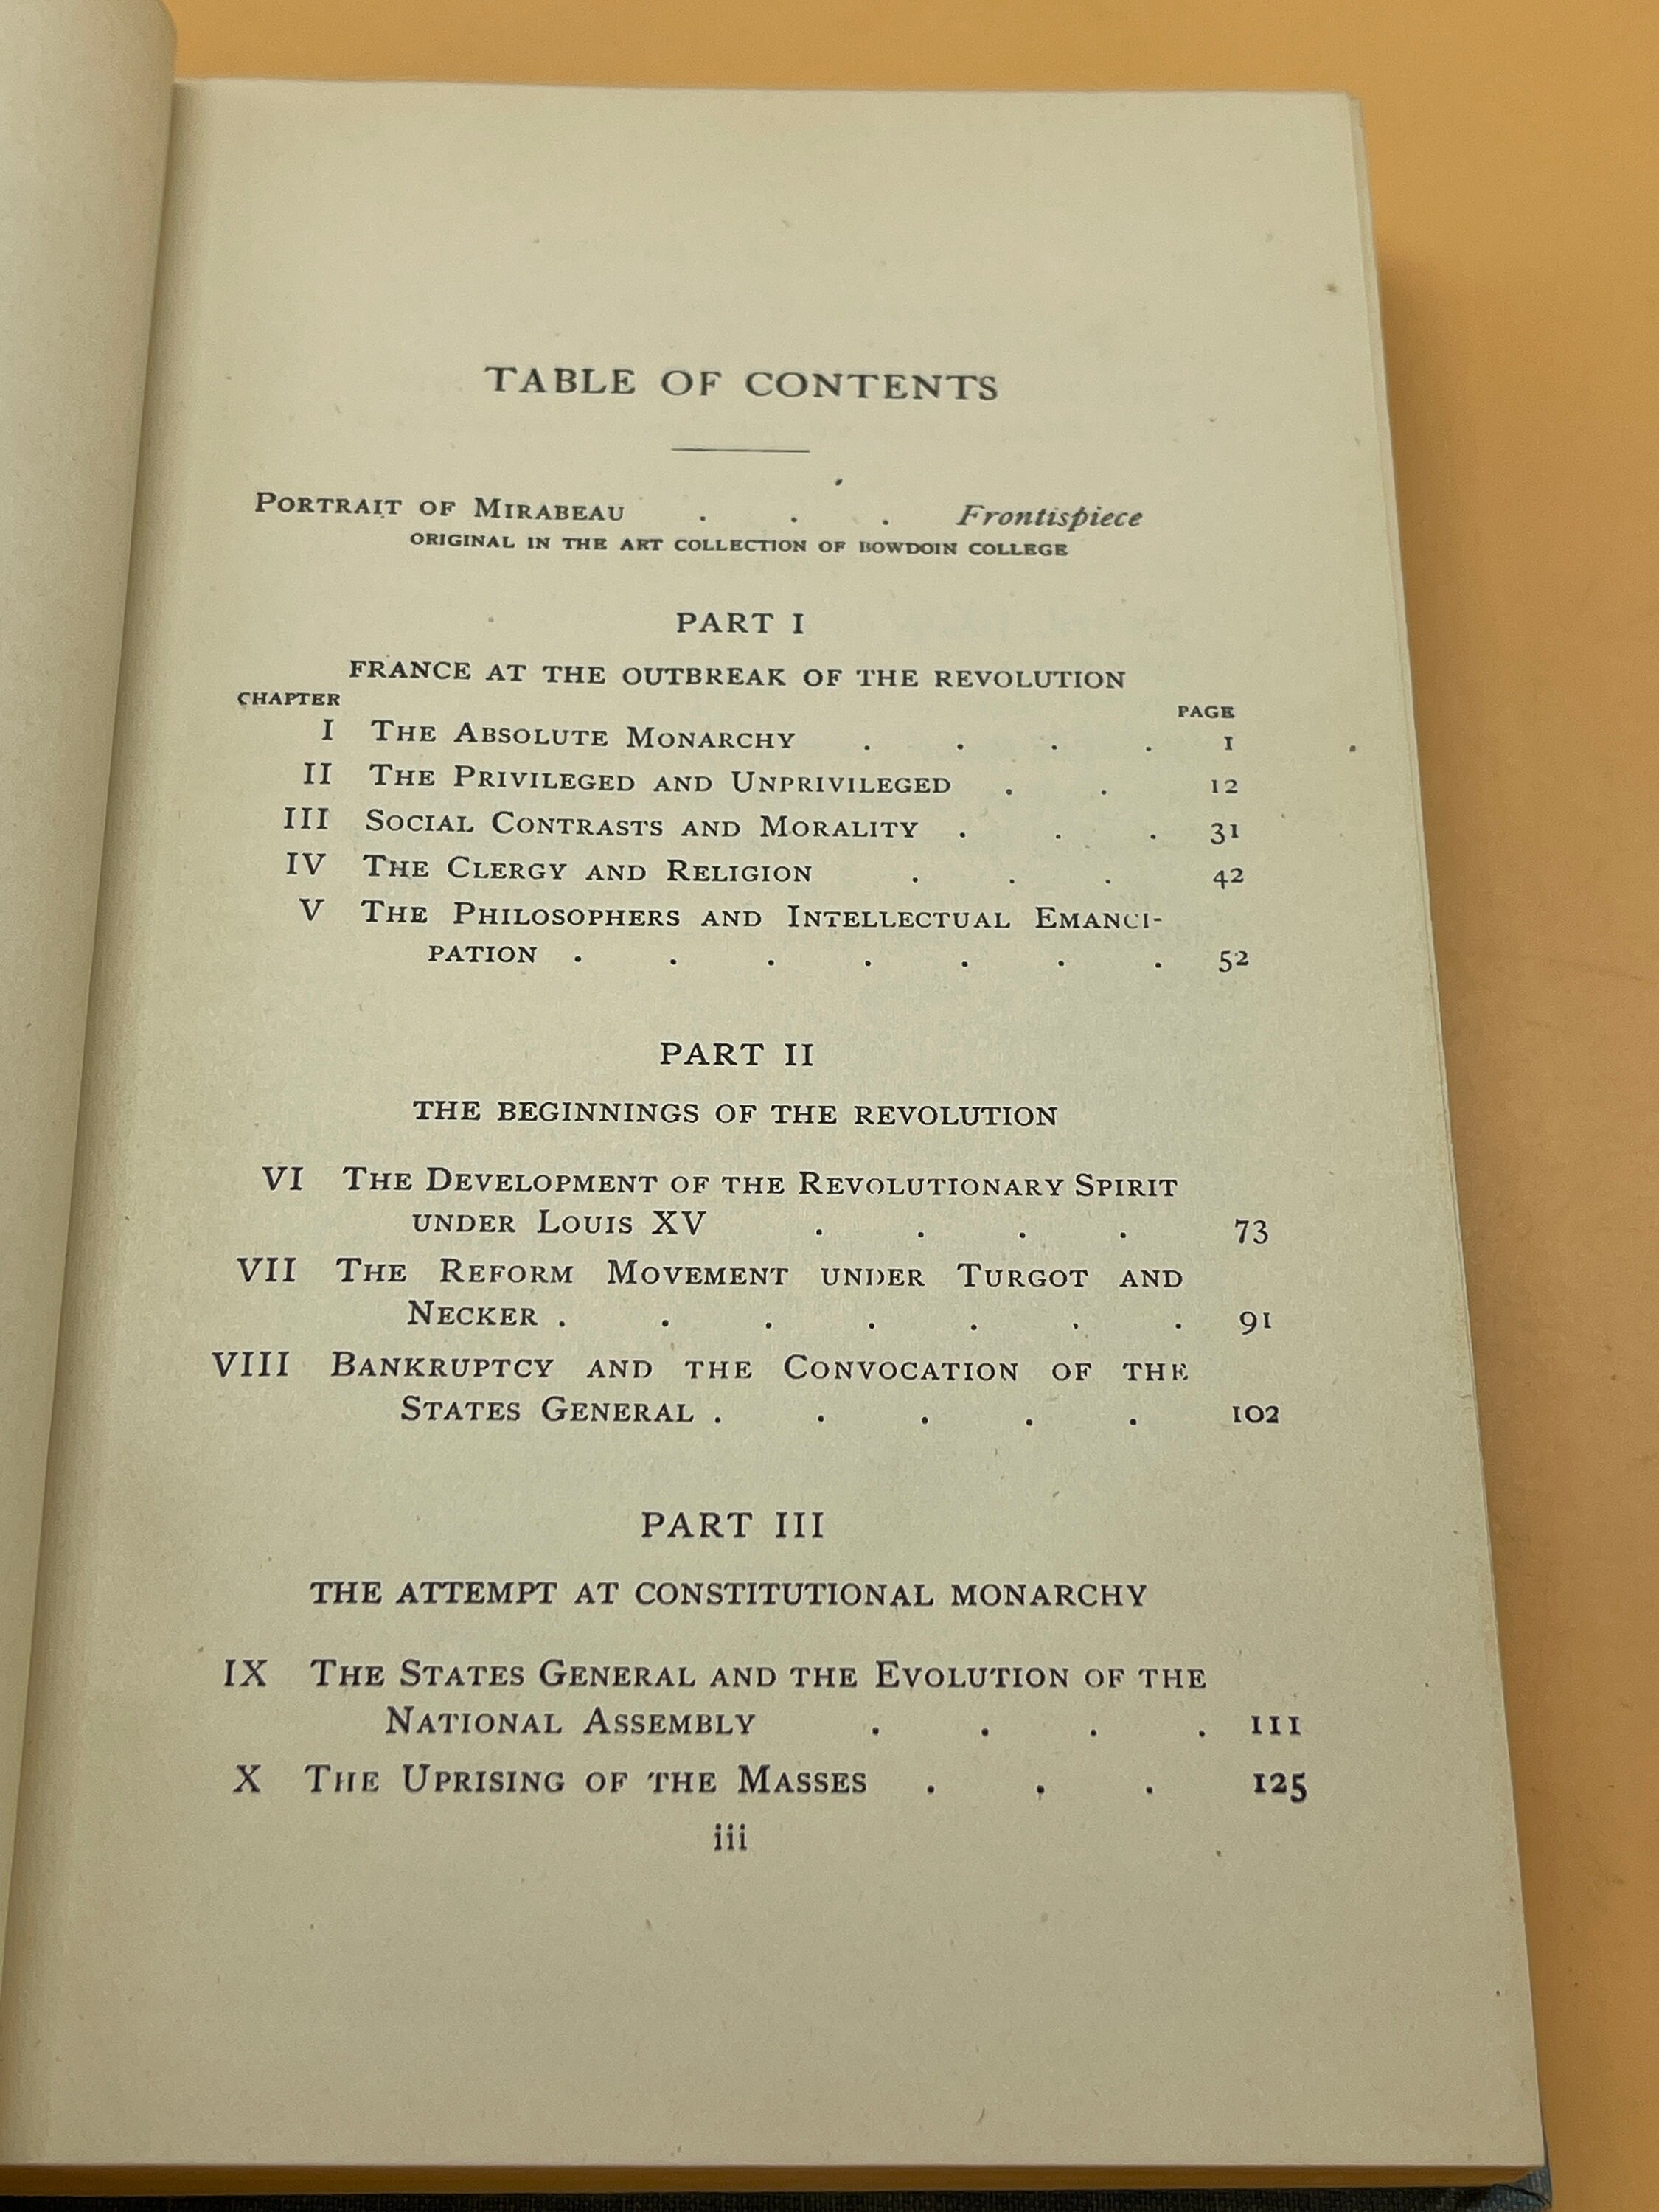 TABLE OF CONTENTS
PORTRAIT OF MIRABEAU . . . Frontispiece
ORIGINAL IN THE ART COLLECTION OF BOWDOIN COLLEGE
PART I
FRANCE AT THE OUTBREAK OF THE REVOLUTION
CHAPTER PAGE
I THE ABSOLUTE MONARCHY . . . . 1
II THE PRIVILEGED AND UNPRIVILEGED . . 12
III SOCIAL CONTRASTS AND MORALITY . . . 31
IV THE CLERGY AND RELIGION . . . 42
V THE PHILOSOPHERS AND INTELLECTUAL EMANCI-
PATION . . . . . . . 52
PART II
THE BEGINNINGS OF THE REVOLUTION
VI THE DEVELOPMENT OF THE REVOLUTIONARY SPIRIT
UNDER LOUIS XV . . . . 73
VII THE REFORM MOVEMENT UNDER TURGOT AND
NECKER . . . . . . . 91
VIII BANKRUPTCY AND THE CONVOCATION OF THE
STATES GENERAL . . . . . 102
PART III
THE ATTEMPT AT CONSTITUTIONAL MONARCHY
IX THE STATES GENERAL AND THE EVOLUTION OF THE
NATIONAL ASSEMBLY . . . . 111
X THE UPRISING OF THE MASSES . . . 125
iii